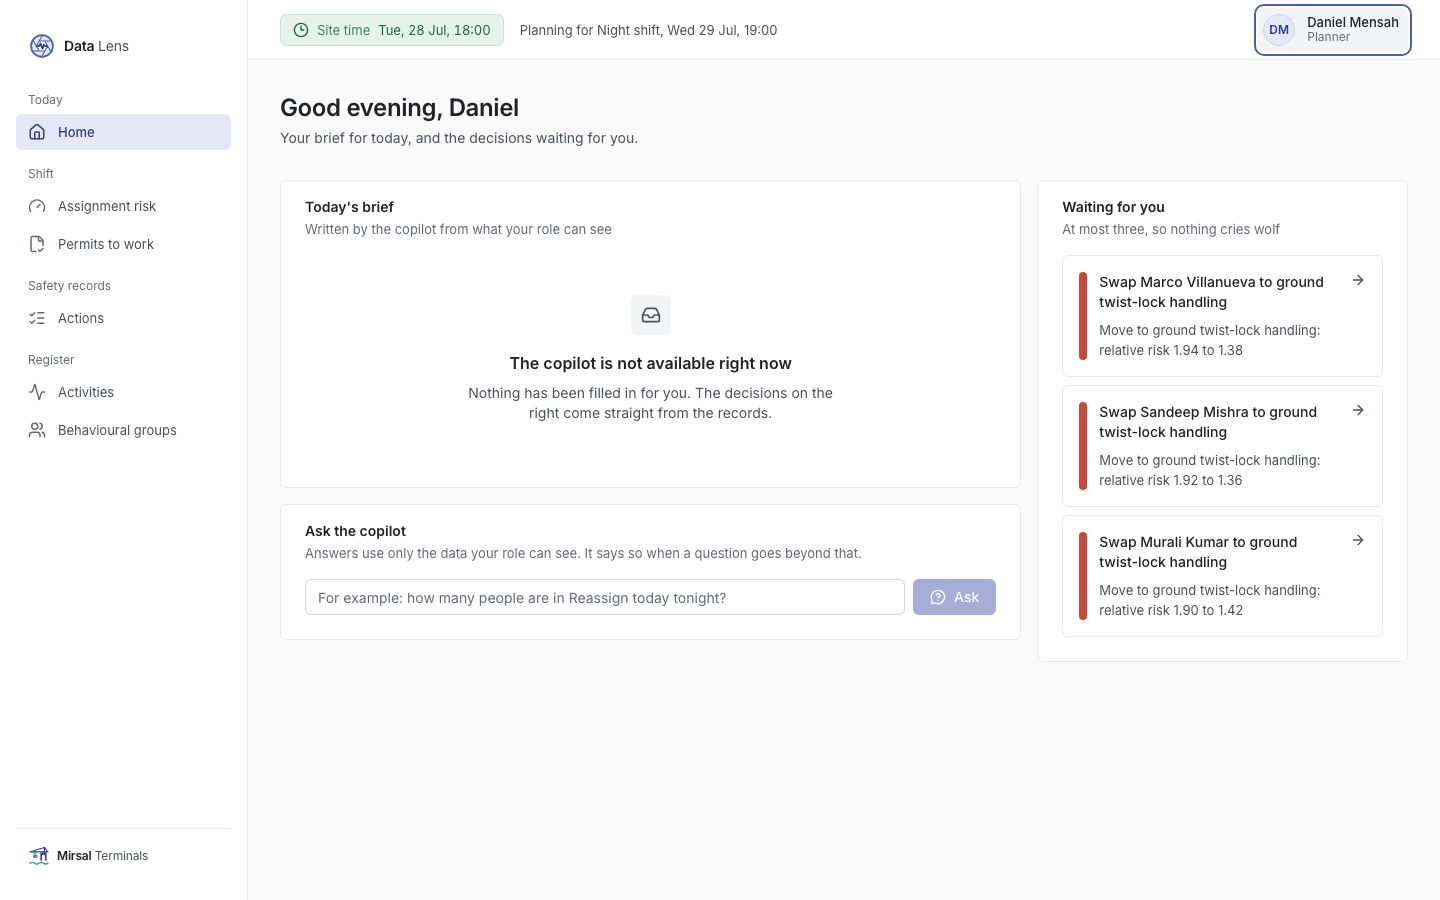 Data Lens
Today
Home
Shift
Assignment risk
Permits to work
Safety records
Actions
Register
Activities
Behavioural groups
Mirsal Terminals
Site time Tue, 28 Jul, 18:00
Planning for Night shift, Wed 29 Jul, 19:00
DM
Daniel Mensah
Planner
Good evening, Daniel
Your brief for today, and the decisions waiting for you.
Today's brief
Written by the copilot from what your role can see
The copilot is not available right now
Nothing has been filled in for you. The decisions on the
right come straight from the records.
Ask the copilot
Answers use only the data your role can see. It says so when a question goes beyond that.
For example: how many people are in Reassign today tonight?
Ask
Waiting for you
At most three, so nothing cries wolf
Swap Marco Villanueva to ground
twist-lock handling
Move to ground twist-lock handling:
relative risk 1.94 to 1.38
Swap Sandeep Mishra to ground
twist-lock handling
Move to ground twist-lock handling:
relative risk 1.92 to 1.36
Swap Murali Kumar to ground
twist-lock handling
Move to ground twist-lock handling:
relative risk 1.90 to 1.42